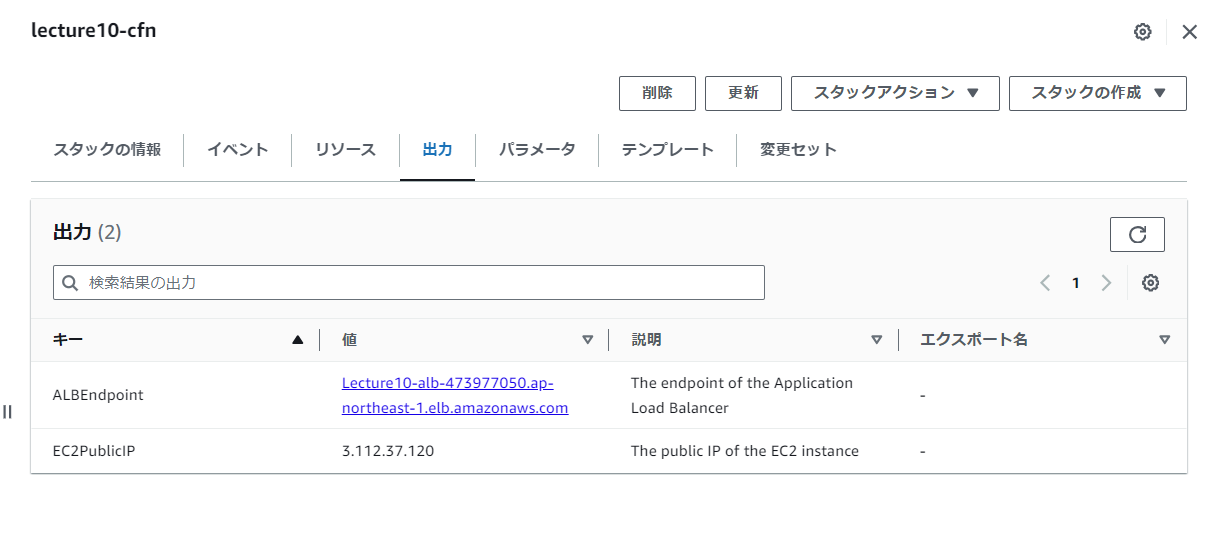 lecture10-cfn
削除 更新 スタックアクション スタックの作成
スタックの情報 イベント リソース 出力 パラメータ テンプレート 変更セット
出力 (2)
検索結果の出力
1
キー 値 説明 エクスポート名
ALBEndpoint Lecture10-alb-473977050.ap- The endpoint of the Application -
northeast-1.elb.amazonaws.com Load Balancer
EC2PublicIP 3.112.37.120 The public IP of the EC2 instance -